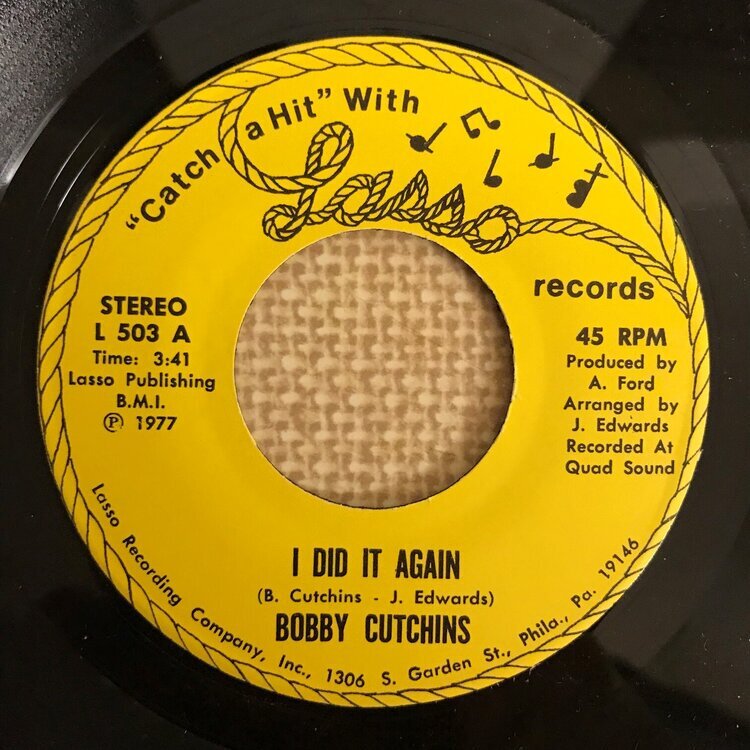 "Catch a Hit" With
Lasso
records
STEREO
L 503 A
Time: 3:41
Lasso Publishing
B.M.I.
Ⓟ 1977
45 RPM
Produced by
A. Ford
Arranged by
J. Edwards
Recorded At
Quad Sound
I DID IT AGAIN
(B. Cutchins - J. Edwards)
BOBBY CUTCHINS
Lasso Recording Company, Inc., 1306 S. Garden St., Phila., Pa. 19146